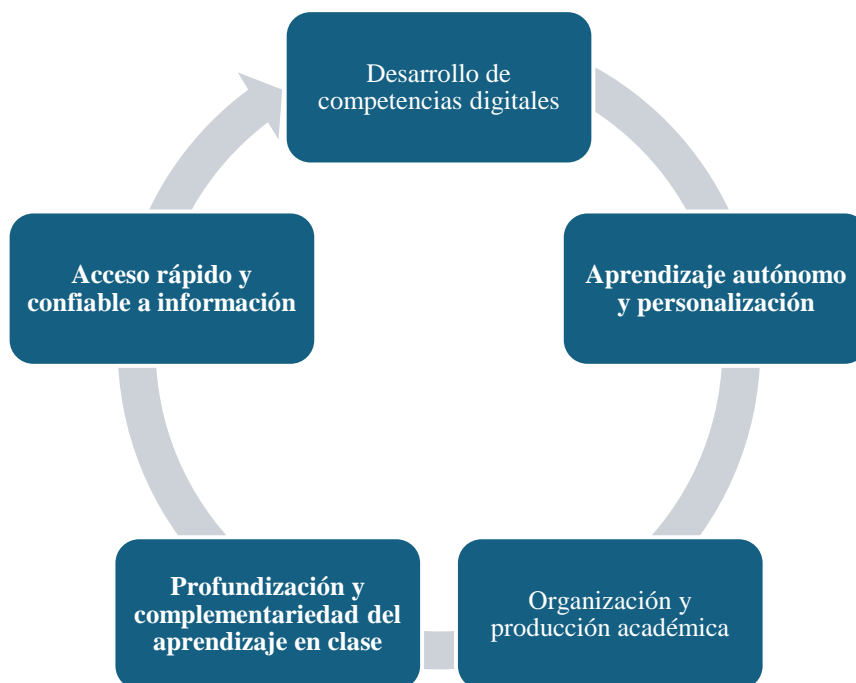 Desarrollo de
competencias digitales
Aprendizaje autónomo
y personalización
Organización y
producción académica
Profundización y
complementariedad del
aprendizaje en clase
Acceso rápido y
confiable a información